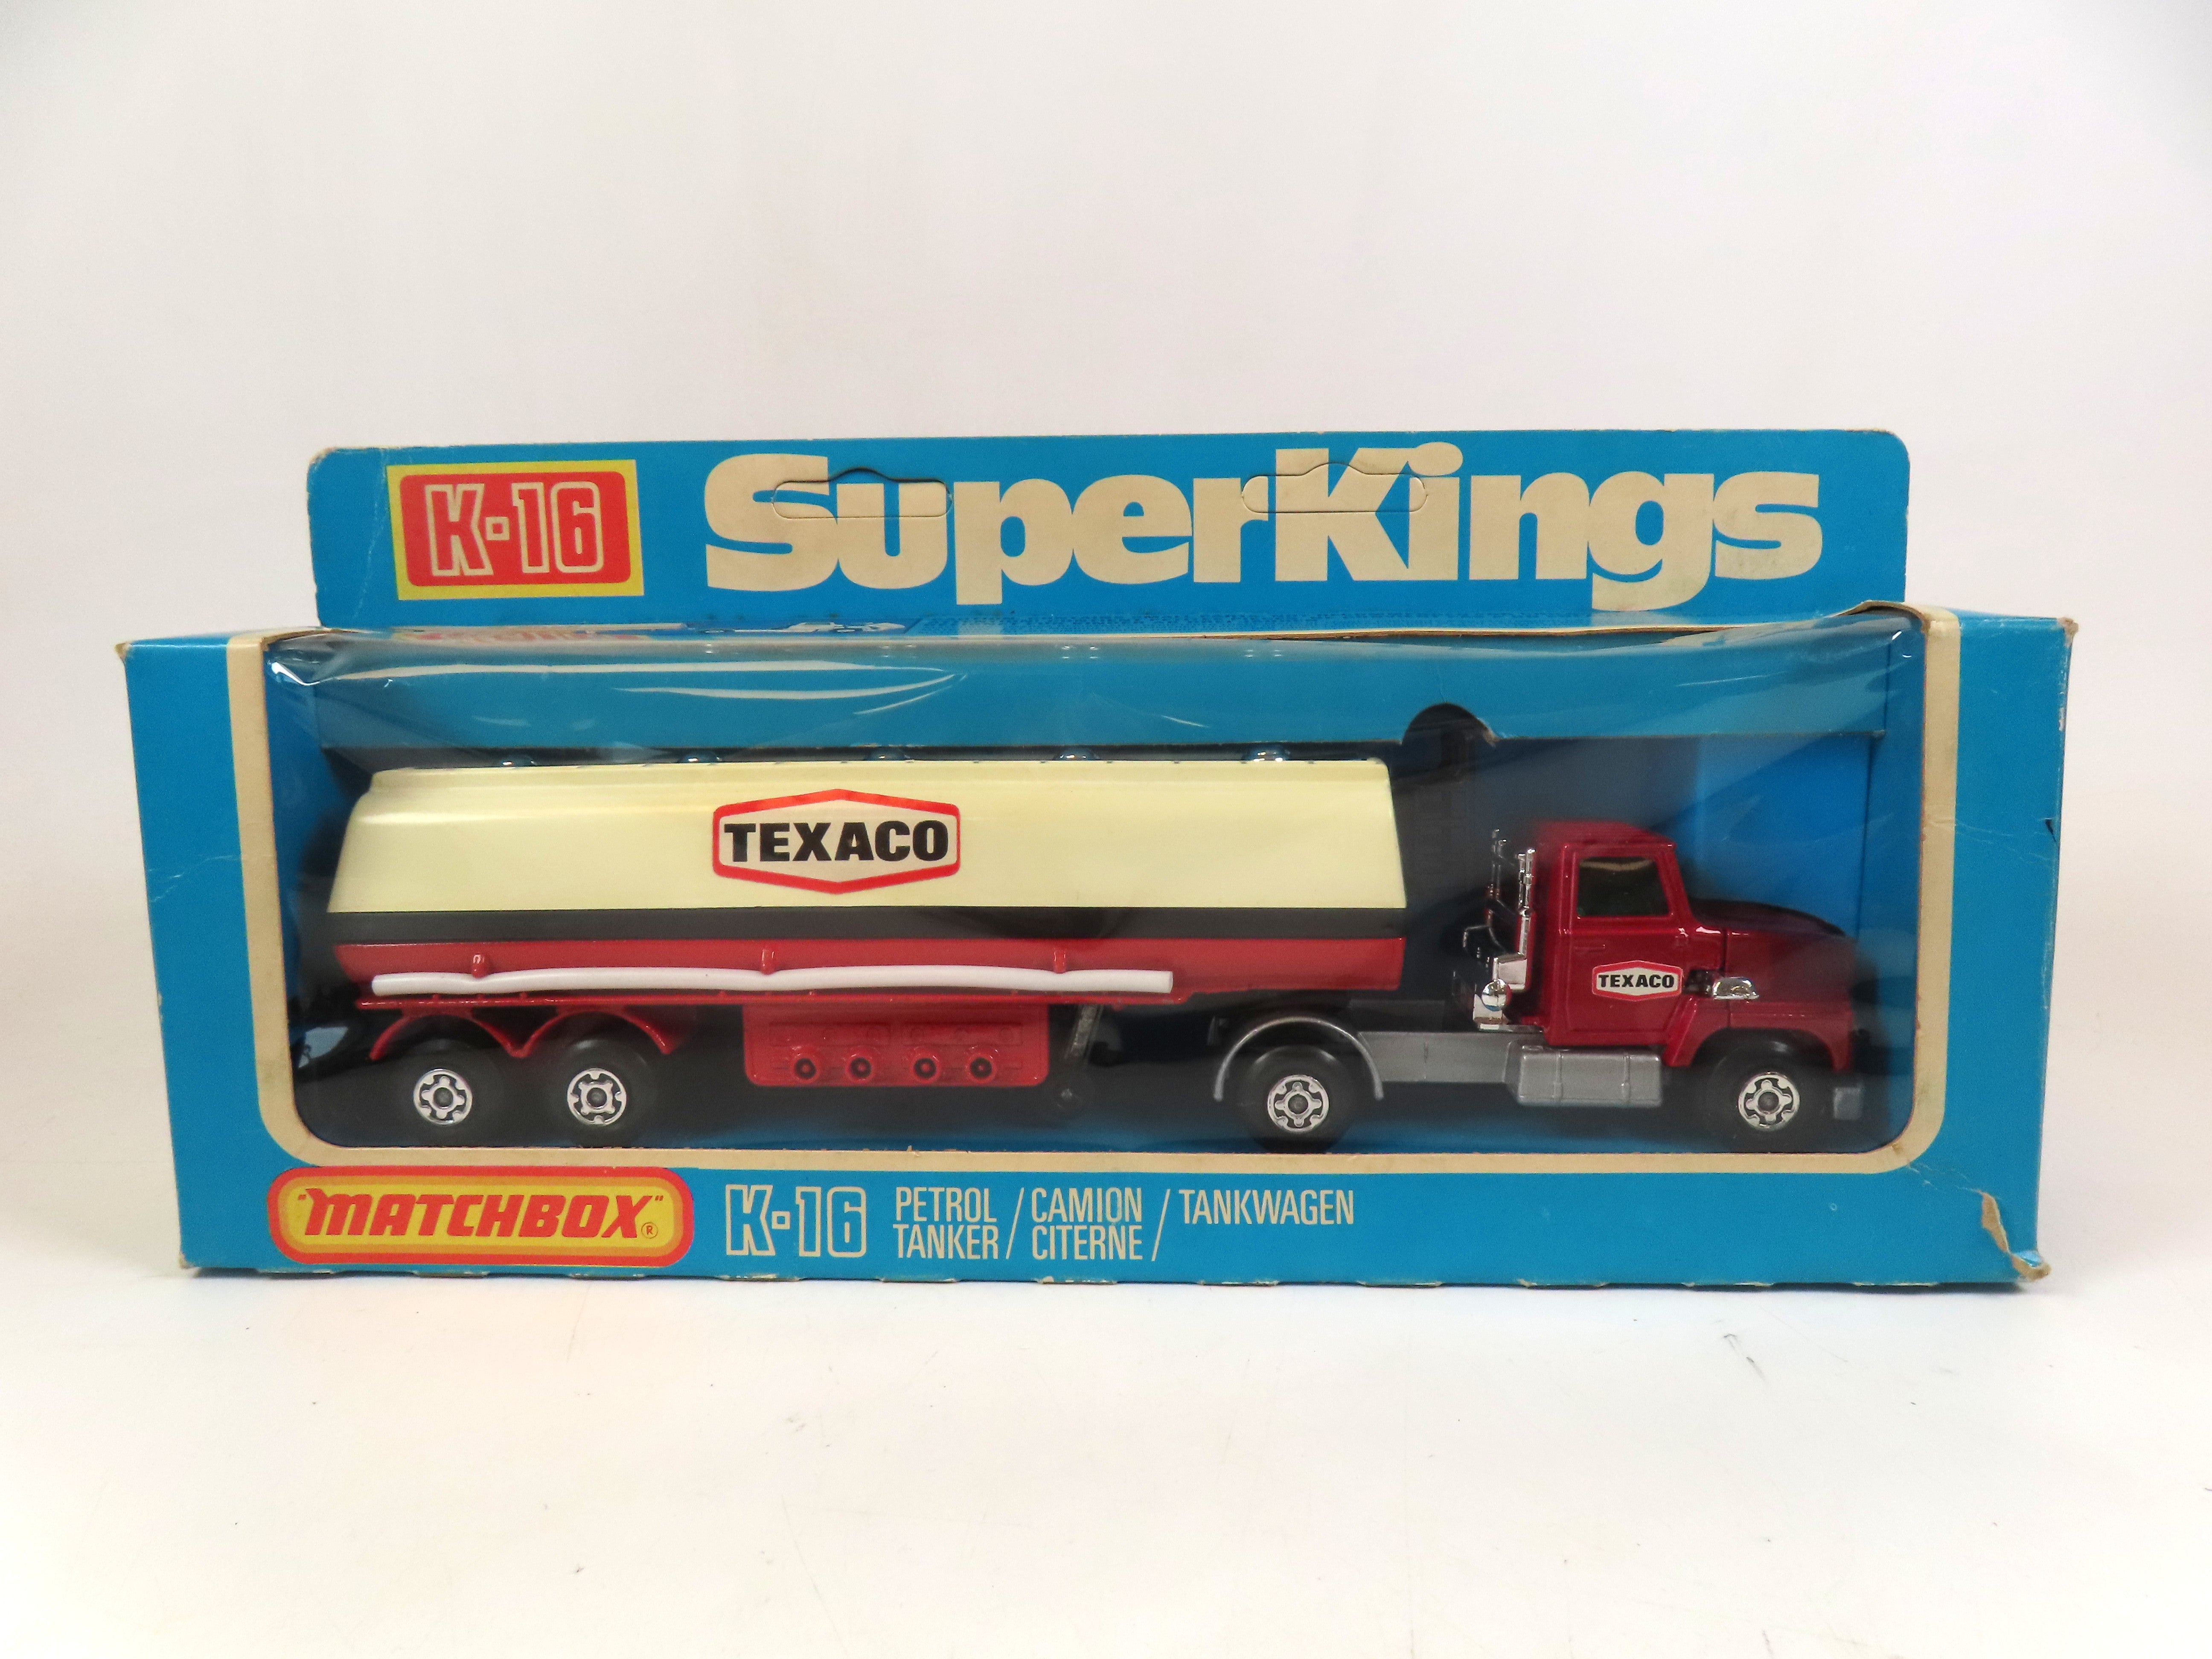 K-16 SuperKings
TEXACO
TEXACO
"MATCHBOX"® K-16 PETROL / CAMION / TANKWAGEN
TANKER / CITERNE /